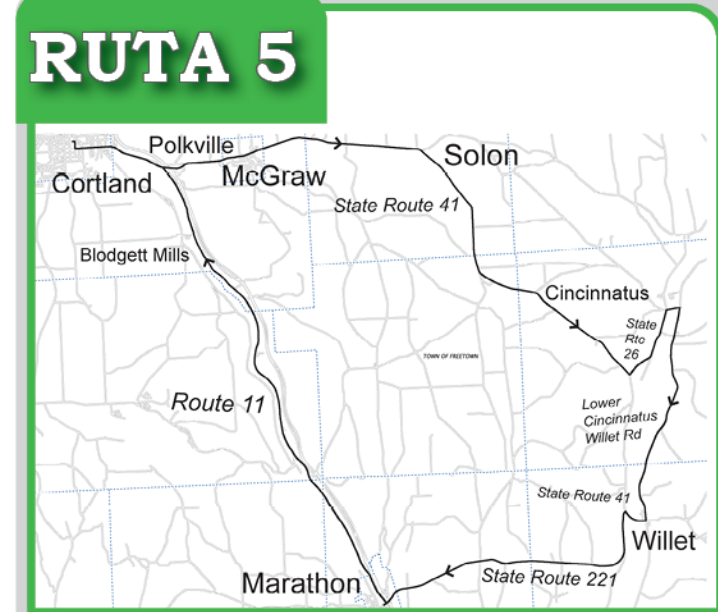 RUTA 5
Polkville
Cortland
McGraw
Solon
State Route 41
Blodgett Mills
Cincinnatus
State
Rte
26
TOWN OF FREETOWN
Route 11
Lower
Cincinnatus
Willet Rd
State Route 41
Willet
Marathon
State Route 221